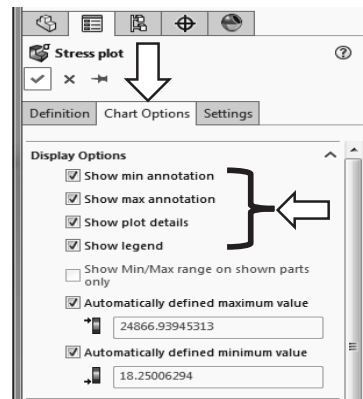 Stress plot
Definition Chart Options Settings
Display Options
Show min annotation
Show max annotation
Show plot details
Show legend
Show Min/Max range on shown parts
only
Automatically defined maximum value
24866.93945313
Automatically defined minimum value
18.25006294